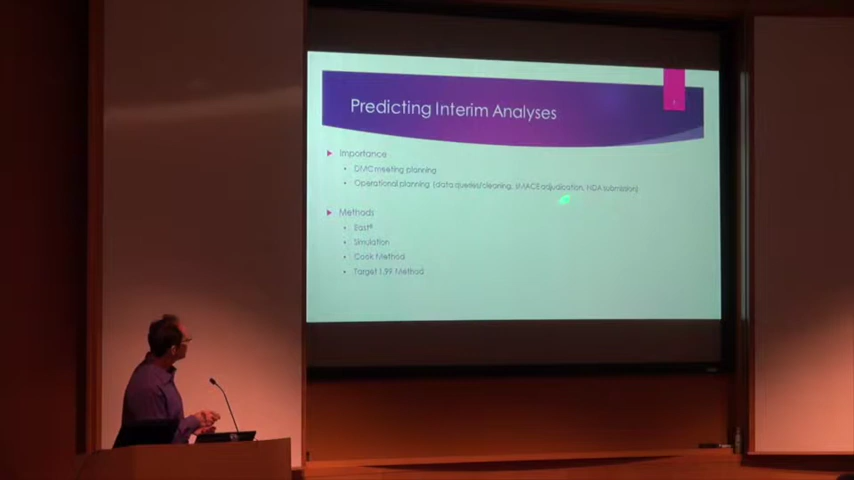 Predicting Interim Analyses
Importance
DMC meeting planning
Operational planning (data queries/cleaning, MACE adjudication, NDA submission)
Methods
East®
Simulation
Cook Method
Target 1.99 Method